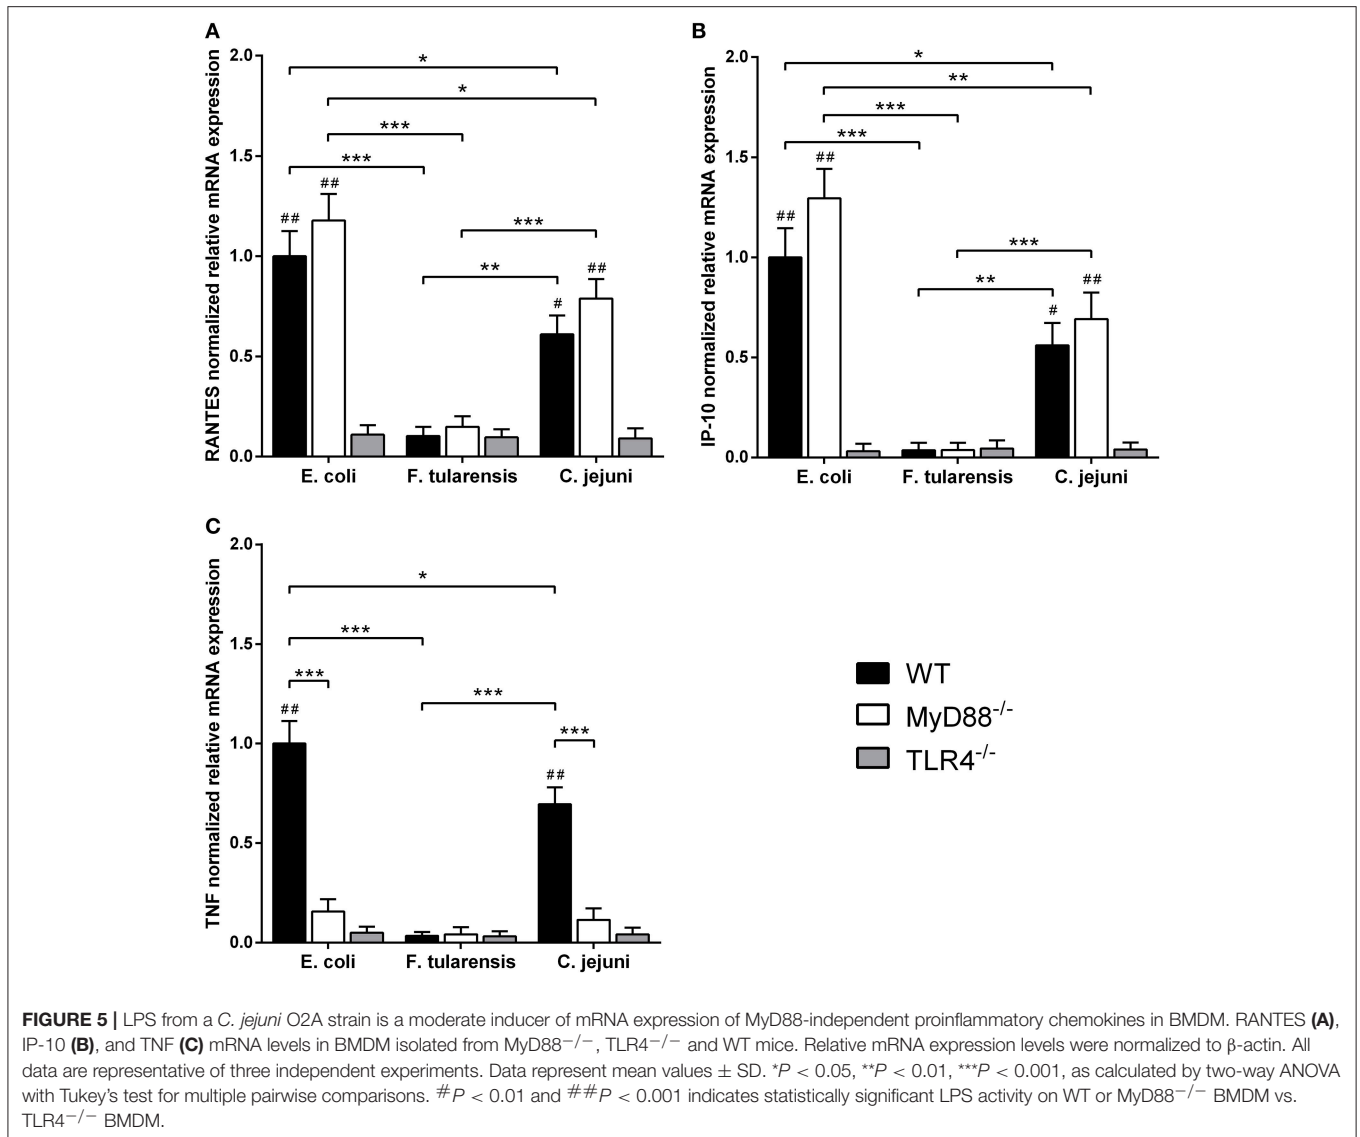 A
RANTES normalized relative mRNA expression
2.0
1.5
1.0
0.5
0.0
*
*
***
***
##
##
***
**
#
##
E. coli
F. tularensis
C. jejuni
B
IP-10 normalized relative mRNA expression
2.0
1.5
1.0
0.5
0.0
*
**
***
***
##
##
***
**
#
##
E. coli
F. tularensis
C. jejuni
C
TNF normalized relative mRNA expression
2.0
1.5
1.0
0.5
0.0
*
***
***
##
***
***
##
E. coli
F. tularensis
C. jejuni
WT
MyD88-/-
TLR4-/-
FIGURE 5 | LPS from a C. jejuni O2A strain is a moderate inducer of mRNA expression of MyD88-independent proinflammatory chemokines in BMDM. RANTES (A),
IP-10 (B), and TNF (C) mRNA levels in BMDM isolated from MyD88−/−, TLR4−/− and WT mice. Relative mRNA expression levels were normalized to β-actin. All
data are representative of three independent experiments. Data represent mean values ± SD. *P < 0.05, **P < 0.01, ***P < 0.001, as calculated by two-way ANOVA
with Tukey's test for multiple pairwise comparisons. #P < 0.01 and ##P < 0.001 indicates statistically significant LPS activity on WT or MyD88−/− BMDM vs.
TLR4−/− BMDM.